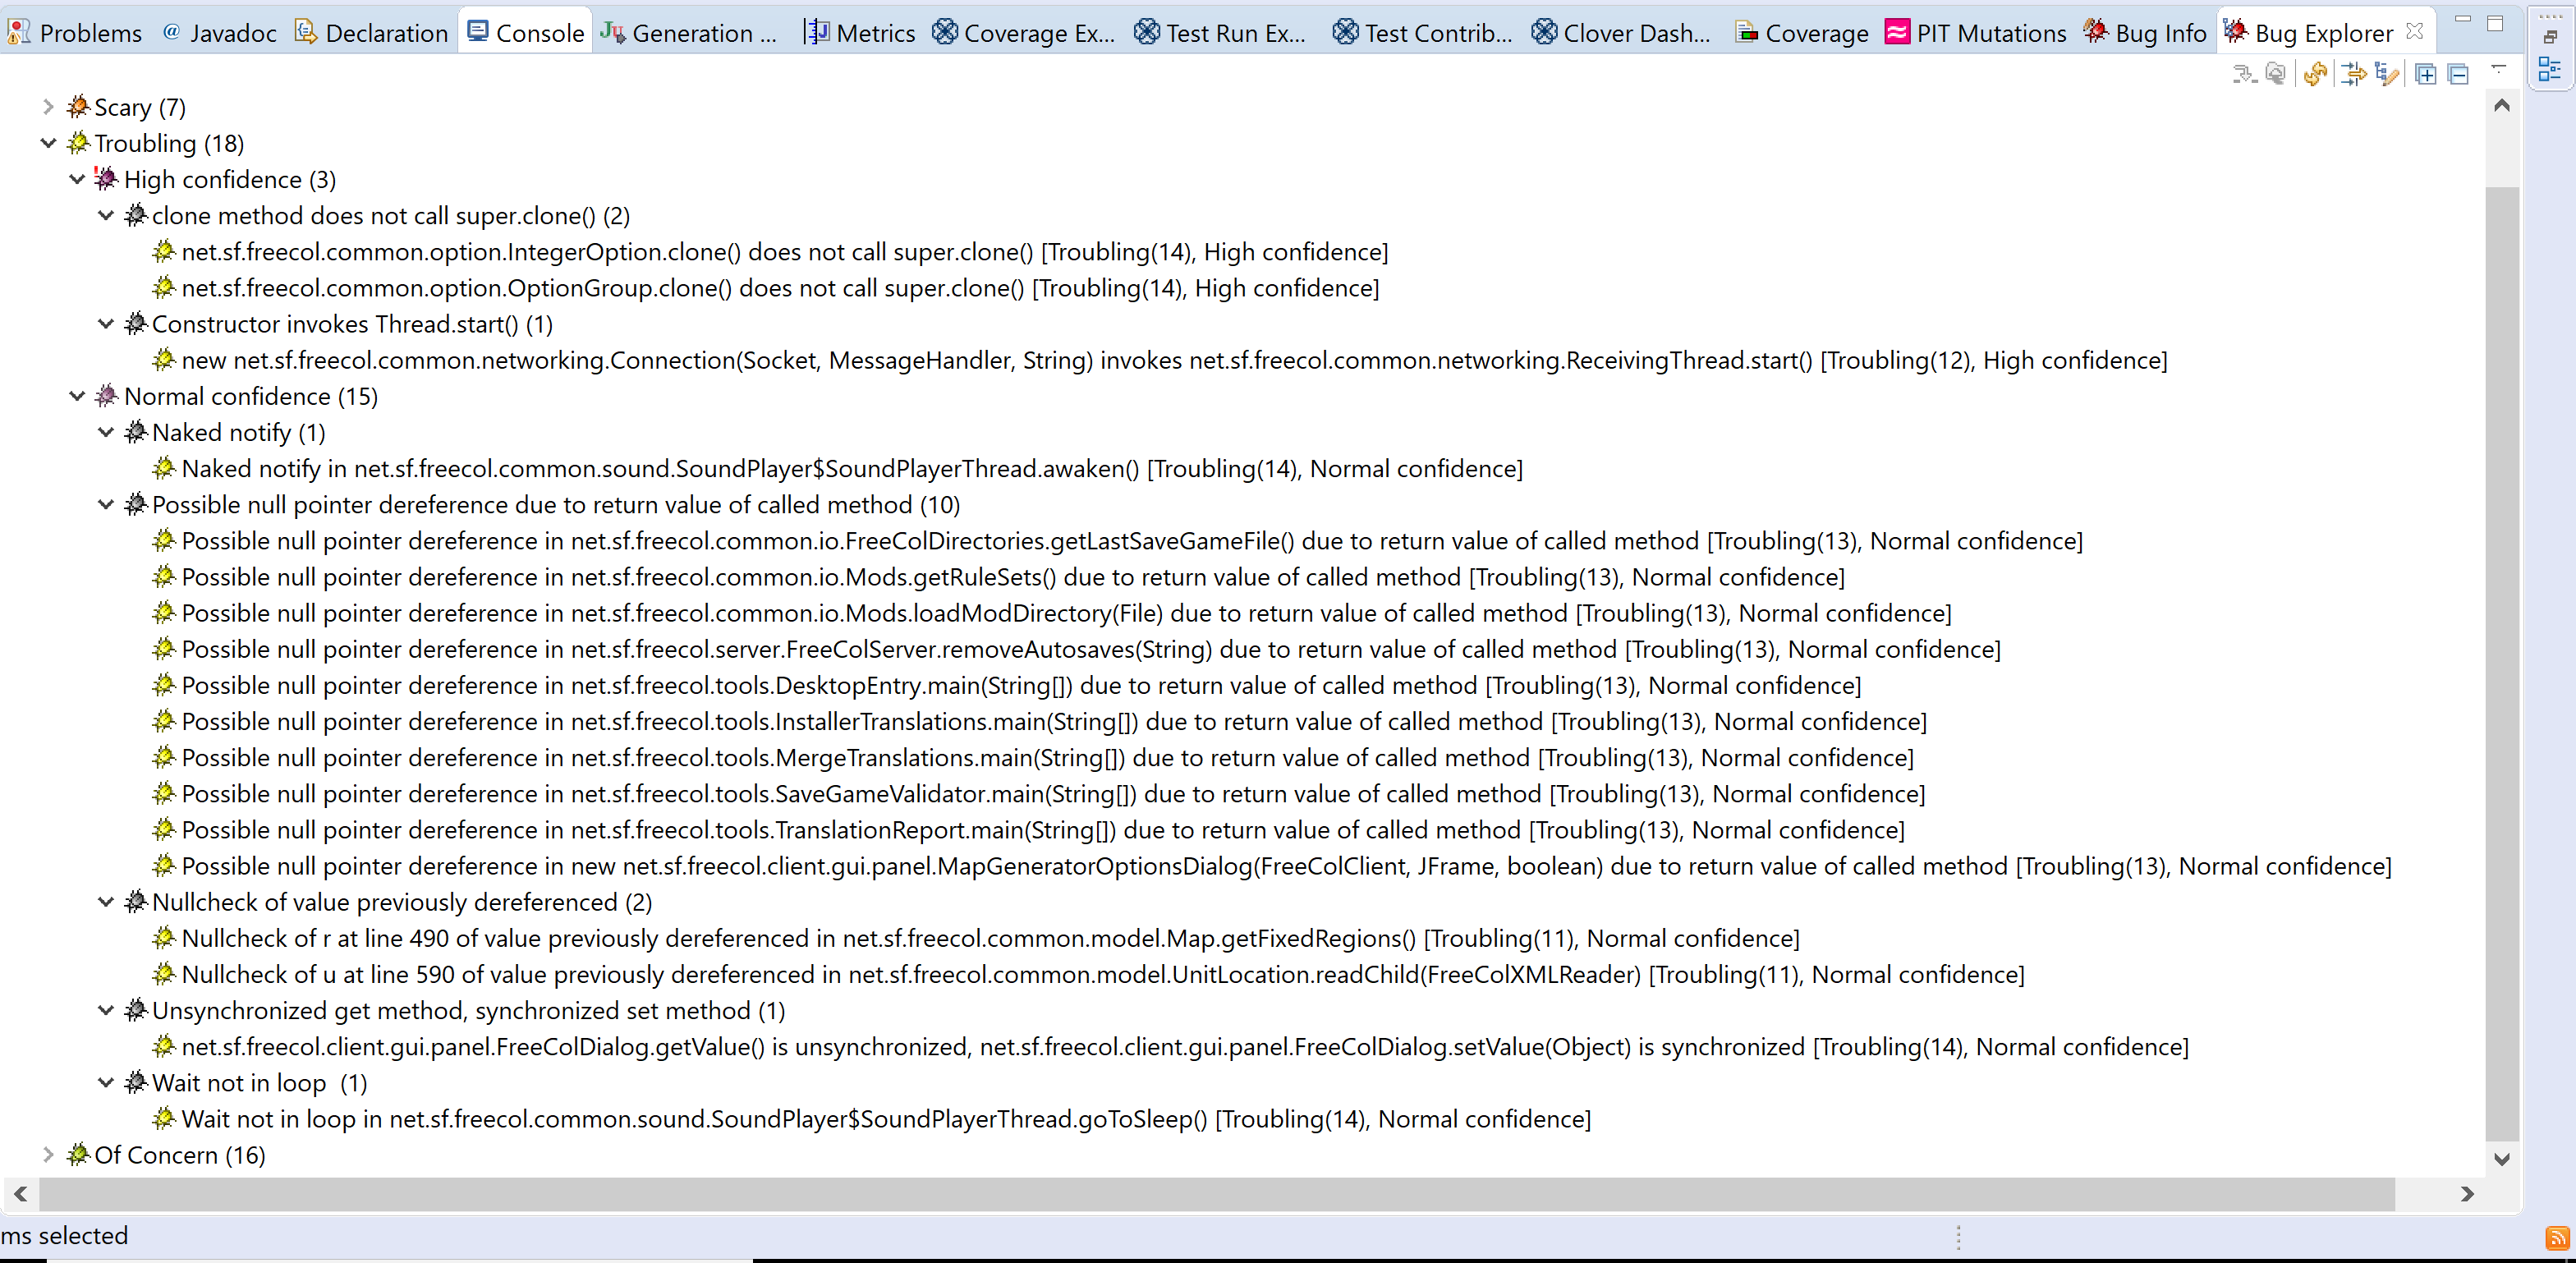 Problems @ Javadoc Declaration Console Generation ... Metrics Coverage Ex... Test Run Ex... Test Contrib... Clover Dash... Coverage PIT Mutations Bug Info Bug Explorer
Scary (7)
Troubling (18)
High confidence (3)
clone method does not call super.clone() (2)
net.sf.freecol.common.option.IntegerOption.clone() does not call super.clone() [Troubling(14), High confidence]
net.sf.freecol.common.option.OptionGroup.clone() does not call super.clone() [Troubling(14), High confidence]
Constructor invokes Thread.start() (1)
new net.sf.freecol.common.networking.Connection(Socket, MessageHandler, String) invokes net.sf.freecol.common.networking.ReceivingThread.start() [Troubling(12), High confidence]
Normal confidence (15)
Naked notify (1)
Naked notify in net.sf.freecol.common.sound.SoundPlayer$SoundPlayerThread.awaken() [Troubling(14), Normal confidence]
Possible null pointer dereference due to return value of called method (10)
Possible null pointer dereference in net.sf.freecol.common.io.FreeColDirectories.getLastSaveGameFile() due to return value of called method [Troubling(13), Normal confidence]
Possible null pointer dereference in net.sf.freecol.common.io.Mods.getRuleSets() due to return value of called method [Troubling(13), Normal confidence]
Possible null pointer dereference in net.sf.freecol.common.io.Mods.loadModDirectory(File) due to return value of called method [Troubling(13), Normal confidence]
Possible null pointer dereference in net.sf.freecol.server.FreeColServer.removeAutosaves(String) due to return value of called method [Troubling(13), Normal confidence]
Possible null pointer dereference in net.sf.freecol.tools.DesktopEntry.main(String[]) due to return value of called method [Troubling(13), Normal confidence]
Possible null pointer dereference in net.sf.freecol.tools.InstallerTranslations.main(String[]) due to return value of called method [Troubling(13), Normal confidence]
Possible null pointer dereference in net.sf.freecol.tools.MergeTranslations.main(String[]) due to return value of called method [Troubling(13), Normal confidence]
Possible null pointer dereference in net.sf.freecol.tools.SaveGameValidator.main(String[]) due to return value of called method [Troubling(13), Normal confidence]
Possible null pointer dereference in net.sf.freecol.tools.TranslationReport.main(String[]) due to return value of called method [Troubling(13), Normal confidence]
Possible null pointer dereference in new net.sf.freecol.client.gui.panel.MapGeneratorOptionsDialog(FreeColClient, JFrame, boolean) due to return value of called method [Troubling(13), Normal confidence]
Nullcheck of value previously dereferenced (2)
Nullcheck of r at line 490 of value previously dereferenced in net.sf.freecol.common.model.Map.getFixedRegions() [Troubling(11), Normal confidence]
Nullcheck of u at line 590 of value previously dereferenced in net.sf.freecol.common.model.UnitLocation.readChild(FreeColXMLReader) [Troubling(11), Normal confidence]
Unsynchronized get method, synchronized set method (1)
net.sf.freecol.client.gui.panel.FreeColDialog.getValue() is unsynchronized, net.sf.freecol.client.gui.panel.FreeColDialog.setValue(Object) is synchronized [Troubling(14), Normal confidence]
Wait not in loop (1)
Wait not in loop in net.sf.freecol.common.sound.SoundPlayer$SoundPlayerThread.goToSleep() [Troubling(14), Normal confidence]
Of Concern (16)
ms selected